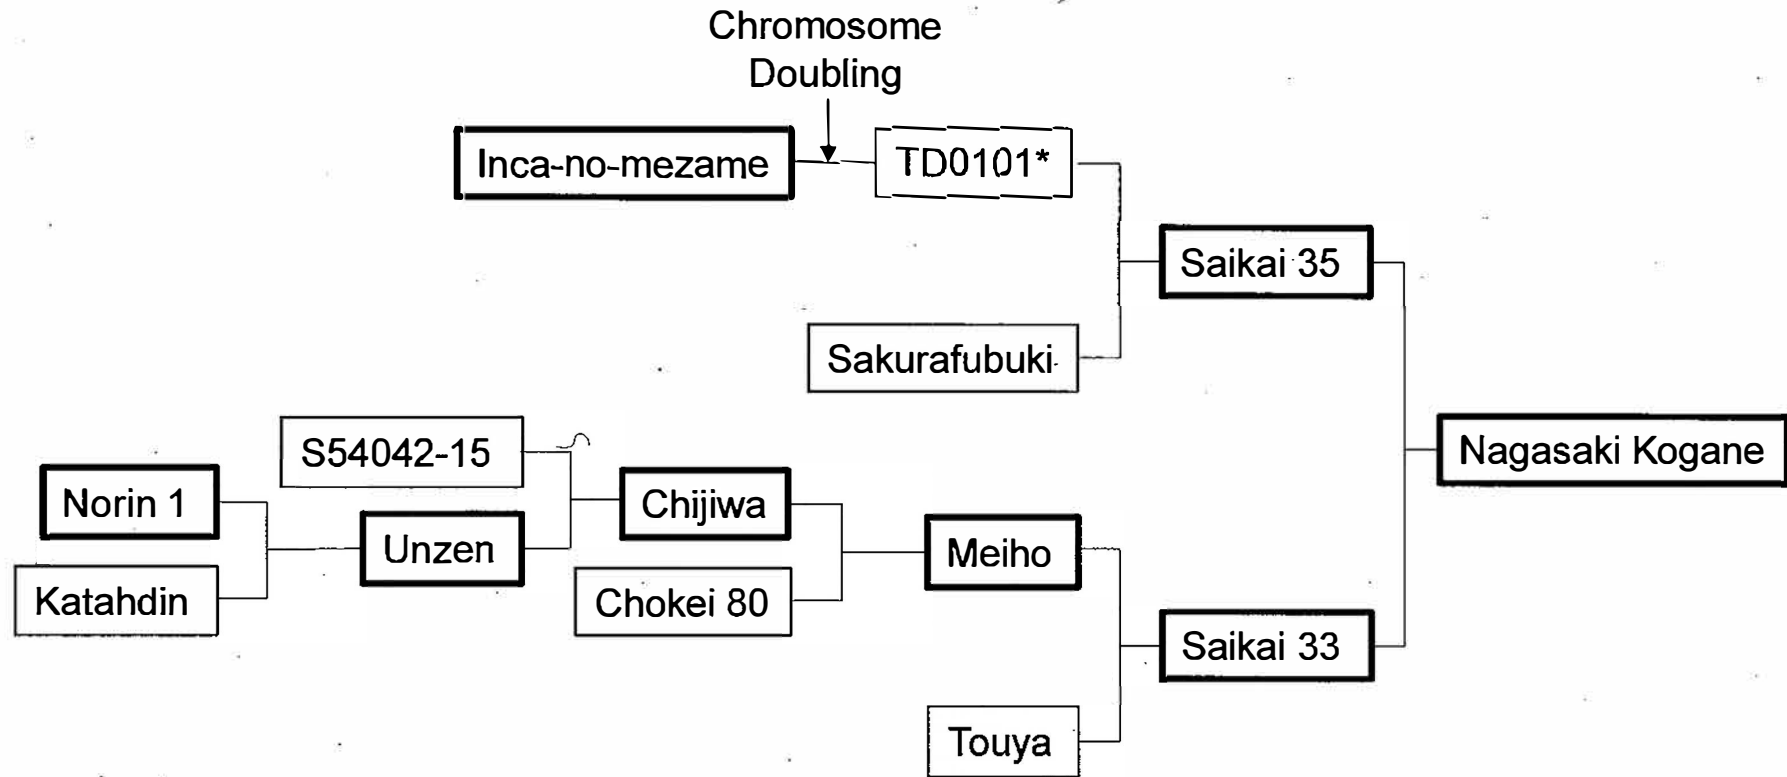 Chromosome
Doubling
Inca-no-mezame
TD0101*
Saikai 35
Sakurafubuki
Nagasaki Kogane
S54042-15
Norin 1
Chijiwa
Unzen
Meiho
Katahdin
Chokei 80
Saikai 33
Touya